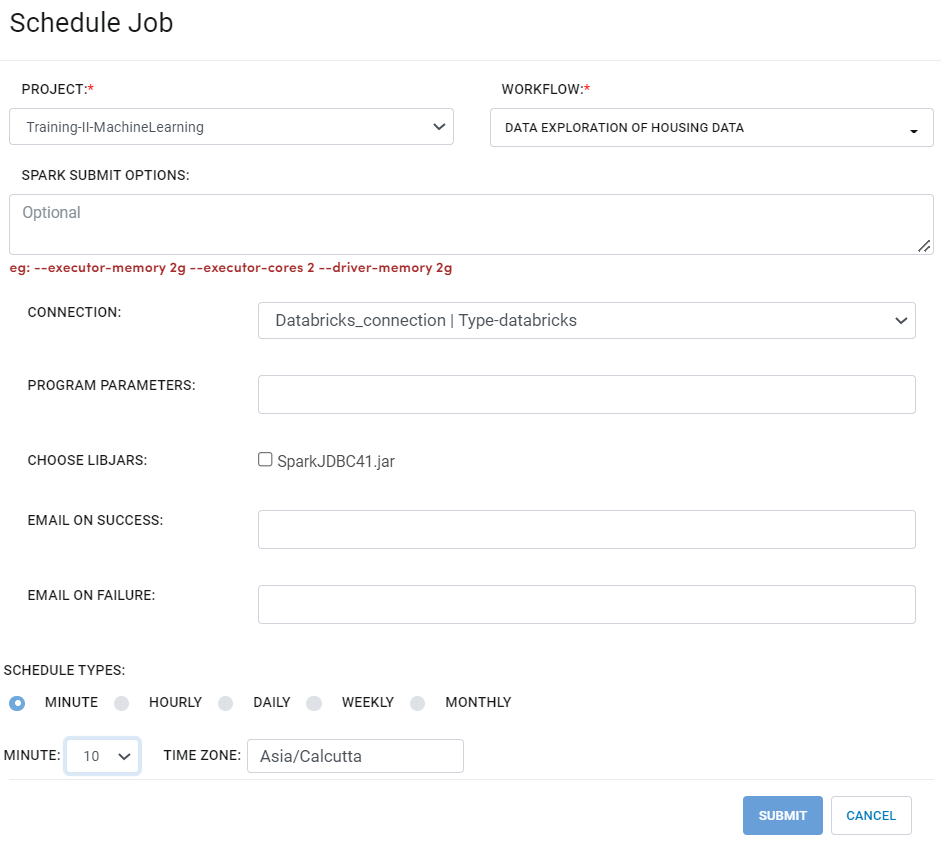 Schedule Job
PROJECT:* WORKFLOW:*
Training-II-MachineLearning DATA EXPLORATION OF HOUSING DATA
SPARK SUBMIT OPTIONS:
Optional
eg: --executor-memory 2g --executor-cores 2 --driver-memory 2g
CONNECTION: Databricks_connection | Type-databricks
PROGRAM PARAMETERS:
CHOOSE LIBJARS: SparkJDBC41.jar
EMAIL ON SUCCESS:
EMAIL ON FAILURE:
SCHEDULE TYPES:
MINUTE HOURLY DAILY WEEKLY MONTHLY
MINUTE: 10 TIME ZONE: Asia/Calcutta
SUBMIT CANCEL